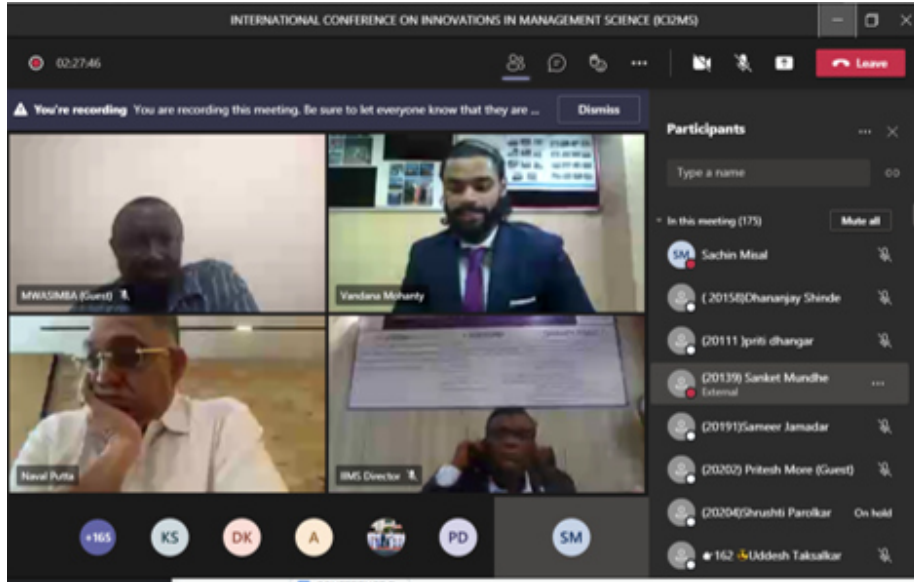 INTERNATIONAL CONFERENCE ON INNOVATIONS IN MANAGEMENT SCIENCE (ICI2MS)
02:27:46
Leave
You're recording You are recording this meeting. Be sure to let everyone know that they are ...
Dismiss
MWASIMBA (Guest)
Vandana Mohanty
Naval Putta
IIMS Director
+165
KS
DK
A
PD
SM
Participants
Type a name
In this meeting (175)
Mute all
SM Sachin Misal
( 20158)Dhananjay Shinde
(20111 )priti dhangar
(20139) Sanket Mundhe
External
(20191)Sameer Jamadar
(20202) Pritesh More (Guest)
(20204)Shrushti Parolkar On hold
162 Uddesh Taksalkar